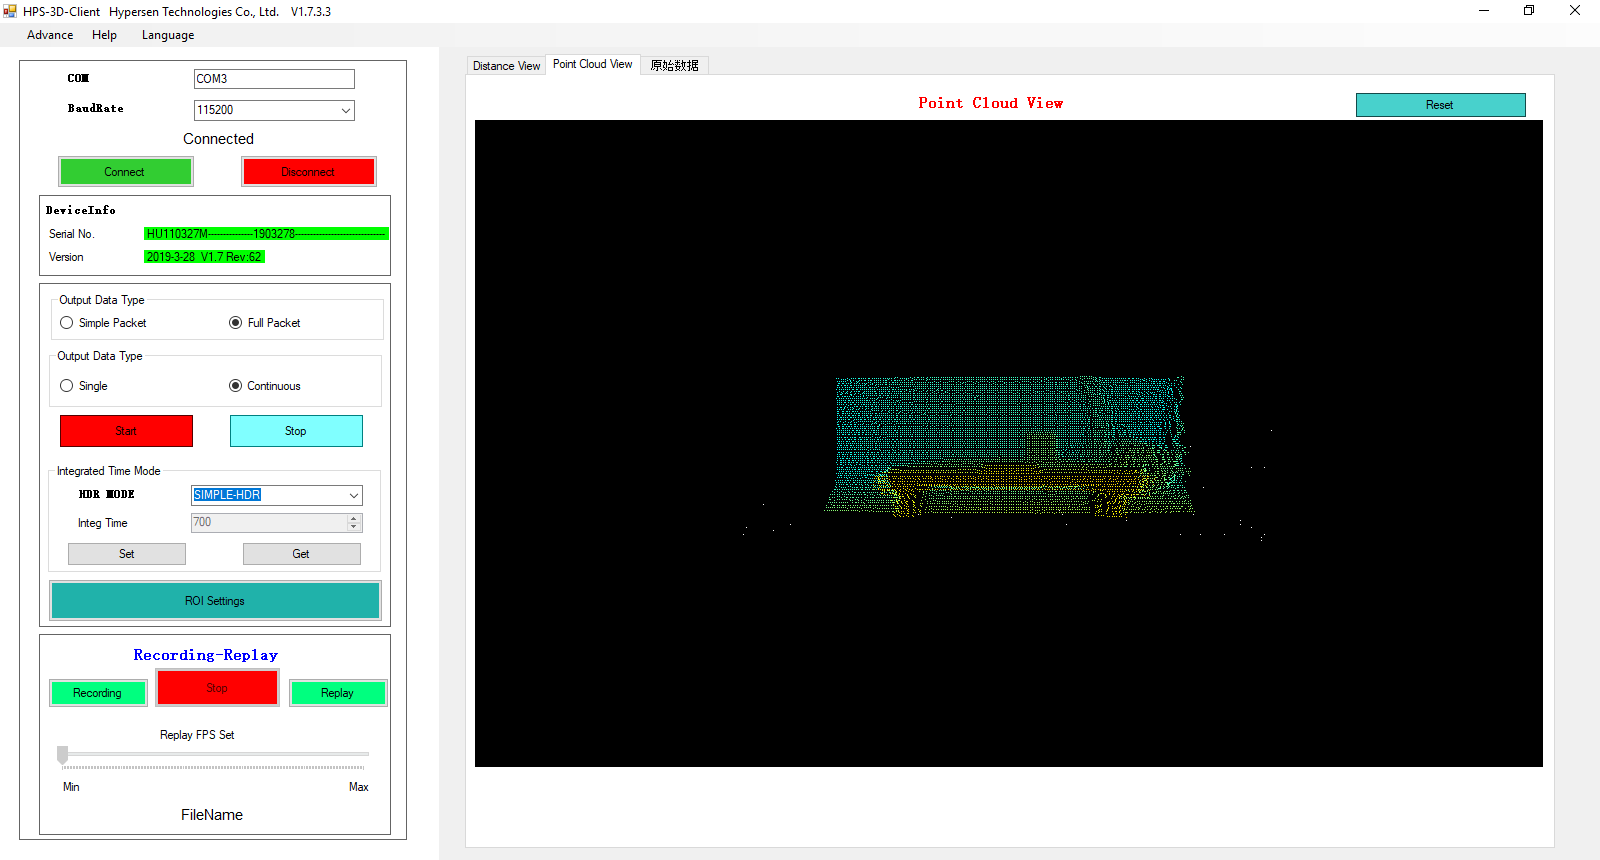 HPS-3D-Client   Hypersen Technologies Co., Ltd.    V1.7.3.3
Advance Help Language
COM COM3
BaudRate 115200
Connected
Connect Disconnect
DeviceInfo
Serial No. HU110327M---------------1903278------------------------------
Version 2019-3-28  V1.7 Rev:62
Output Data Type
Simple Packet Full Packet
Output Data Type
Single Continuous
Start Stop
Integrated Time Mode
HDR MODE SIMPLE-HDR
Integ Time 700
Set Get
ROI Settings
Recording-Replay
Recording Stop Replay
Replay FPS Set
Min Max
FileName
Distance View Point Cloud View 原始数据
Point Cloud View
Reset